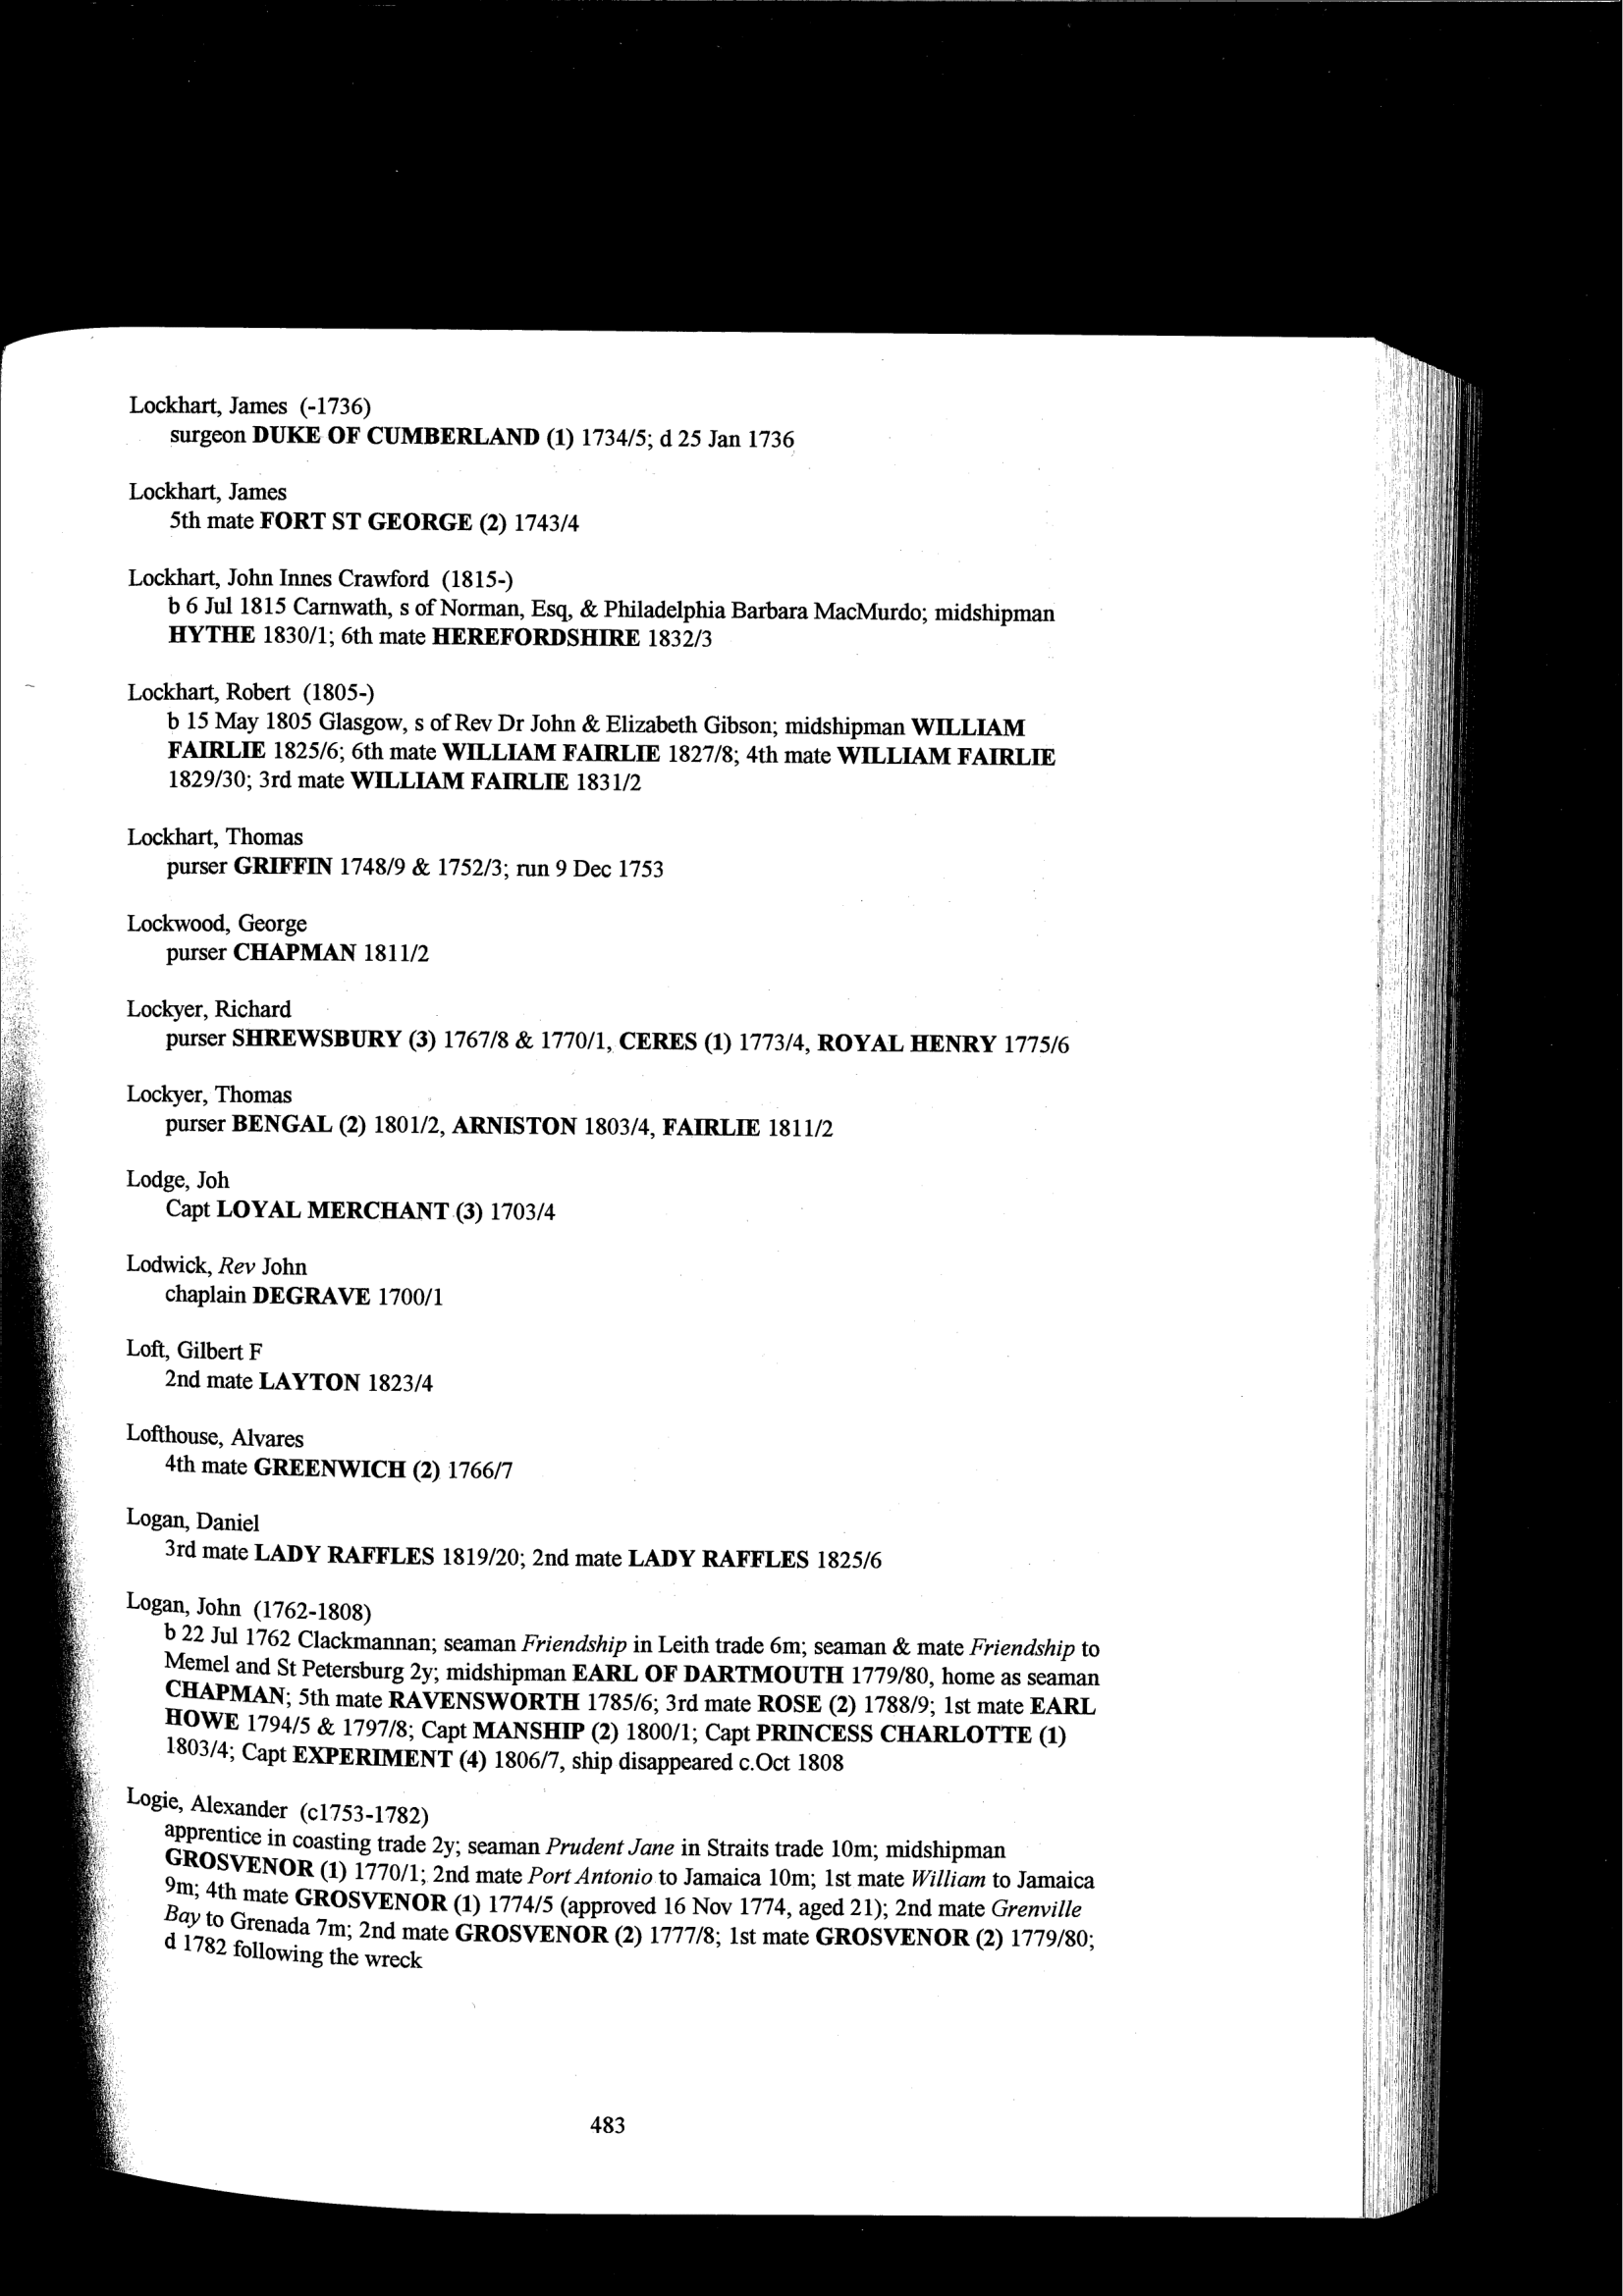 Lockhart, James (-1736)
surgeon DUKE OF CUMBERLAND (1) 1734/5; d 25 Jan 1736
Lockhart, James
5th mate FORT ST GEORGE (2) 1743/4
Lockhart, John Innes Crawford (1815-)
b 6 Jul 1815 Carnwath, s of Norman, Esq, & Philadelphia Barbara MacMurdo; midshipman
HYTHE 1830/1; 6th mate HEREFORDSHIRE 1832/3
Lockhart, Robert (1805-)
b 15 May 1805 Glasgow, s of Rev Dr John & Elizabeth Gibson; midshipman WILLIAM
FAIRLIE 1825/6; 6th mate WILLIAM FAIRLIE 1827/8; 4th mate WILLIAM FAIRLIE
1829/30; 3rd mate WILLIAM FAIRLIE 1831/2
Lockhart, Thomas
purser GRIFFIN 1748/9 & 1752/3; run 9 Dec 1753
Lockwood, George
purser CHAPMAN 1811/2
Lockyer, Richard
purser SHREWSBURY (3) 1767/8 & 1770/1, CERES (1) 1773/4, ROYAL HENRY 1775/6
Lockyer, Thomas
purser BENGAL (2) 1801/2, ARNISTON 1803/4, FAIRLIE 1811/2
Lodge, Joh
Capt LOYAL MERCHANT (3) 1703/4
Lodwick, Rev John
chaplain DEGRAVE 1700/1
Loft, Gilbert F
2nd mate LAYTON 1823/4
Lofthouse, Alvares
4th mate GREENWICH (2) 1766/7
Logan, Daniel
3rd mate LADY RAFFLES 1819/20; 2nd mate LADY RAFFLES 1825/6
Logan, John (1762-1808)
b 22 Jul 1762 Clackmannan; seaman Friendship in Leith trade 6m; seaman & mate Friendship to
Memel and St Petersburg 2y; midshipman EARL OF DARTMOUTH 1779/80, home as seaman
CHAPMAN; 5th mate RAVENSWORTH 1785/6; 3rd mate ROSE (2) 1788/9; 1st mate EARL
HOWE 1794/5 & 1797/8; Capt MANSHIP (2) 1800/1; Capt PRINCESS CHARLOTTE (1)
1803/4; Capt EXPERIMENT (4) 1806/7, ship disappeared c.Oct 1808
Logie, Alexander (c1753-1782)
apprentice in coasting trade 2y; seaman Prudent Jane in Straits trade 10m; midshipman
GROSVENOR (1) 1770/1; 2nd mate Port Antonio to Jamaica 10m; 1st mate William to Jamaica
9m; 4th mate GROSVENOR (1) 1774/5 (approved 16 Nov 1774, aged 21); 2nd mate Grenville
Bay to Grenada 7m; 2nd mate GROSVENOR (2) 1777/8; 1st mate GROSVENOR (2) 1779/80;
d 1782 following the wreck
483